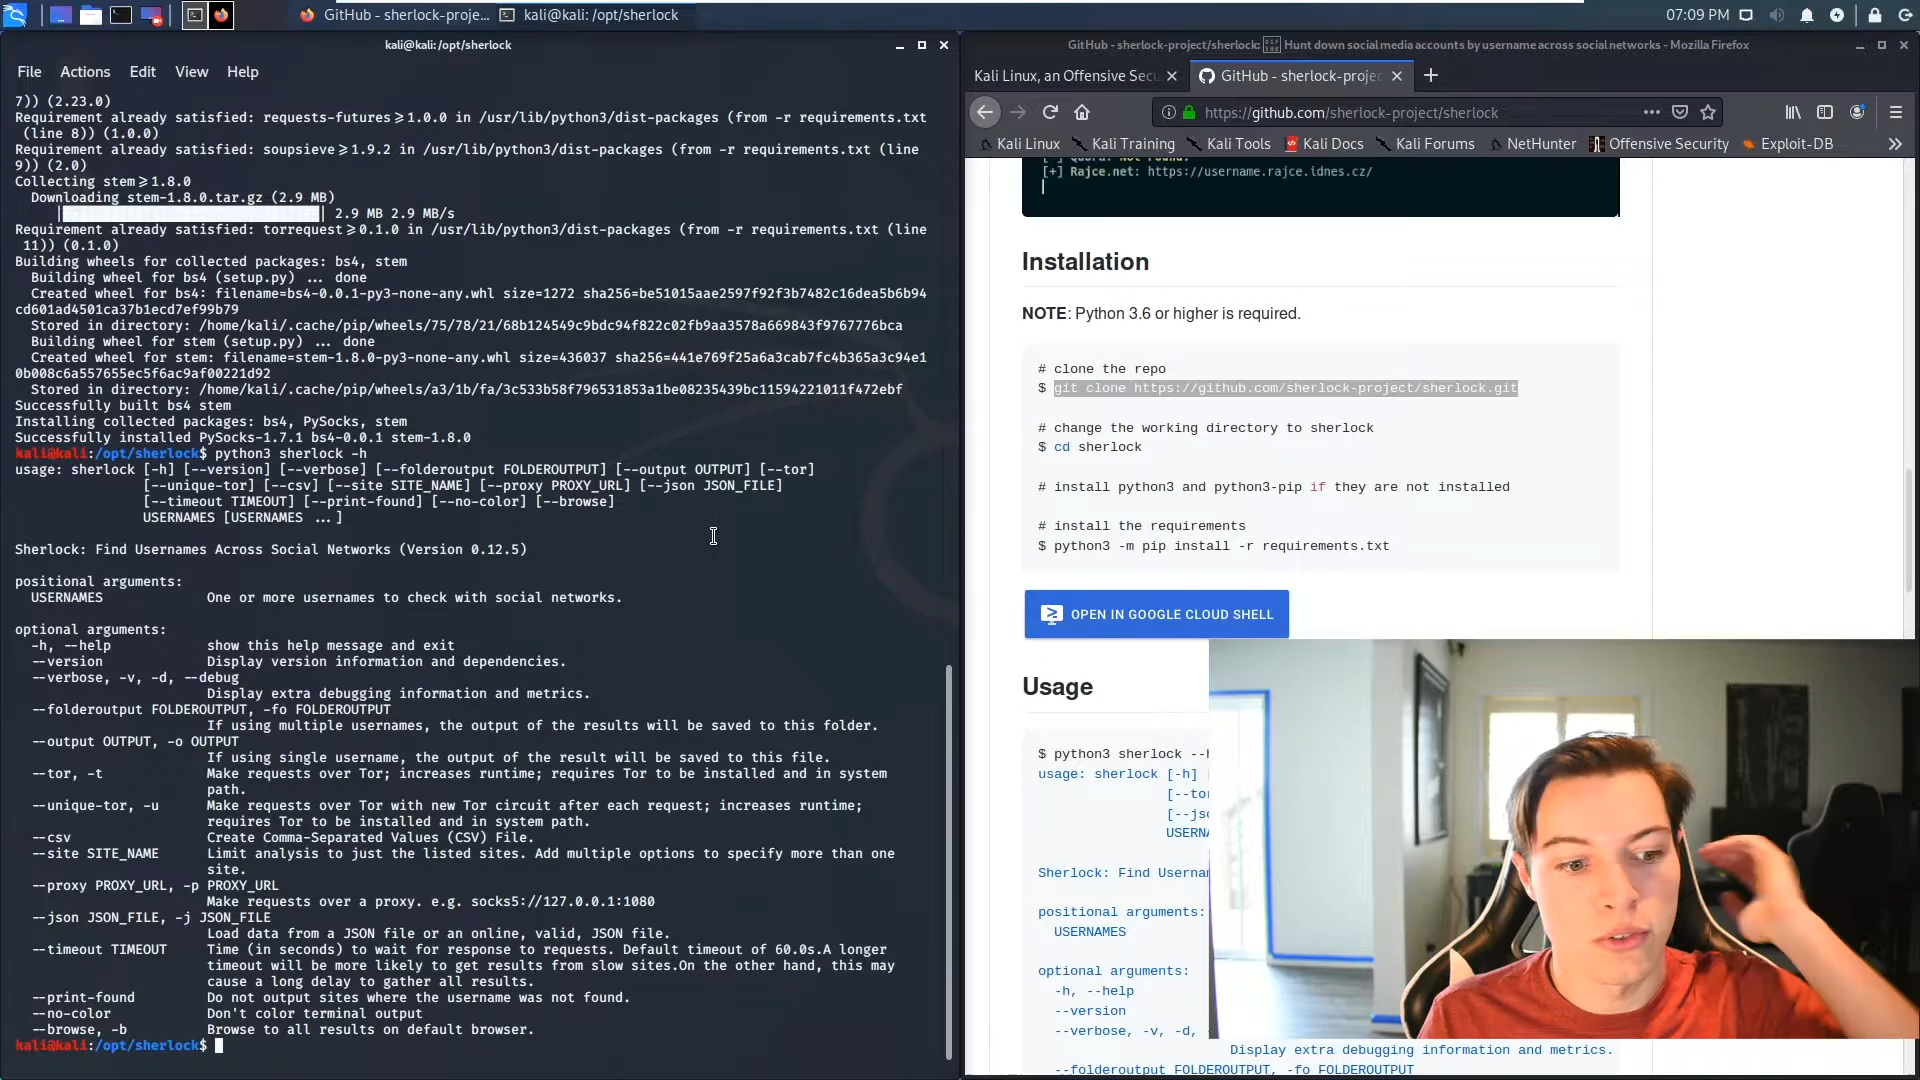 GitHub - sherlock-proje...
kali@kali: /opt/sherlock
07:09 PM
kali@kali: /opt/sherlock
File Actions Edit View Help
7)) (2.23.0)
Requirement already satisfied: requests-futures≥1.0.0 in /usr/lib/python3/dist-packages (from -r requirements.txt
(line 8)) (1.0.0)
Requirement already satisfied: soupsieve≥1.9.2 in /usr/lib/python3/dist-packages (from -r requirements.txt (line
9)) (2.0)
Collecting stem≥1.8.0
Downloading stem-1.8.0.tar.gz (2.9 MB)
2.9 MB 2.9 MB/s
Requirement already satisfied: torrequest≥0.1.0 in /usr/lib/python3/dist-packages (from -r requirements.txt (line
11)) (0.1.0)
Building wheels for collected packages: bs4, stem
Building wheel for bs4 (setup.py) ... done
Created wheel for bs4: filename=bs4-0.0.1-py3-none-any.whl size=1272 sha256=be51015aae2597f92f3b7482c16dea5b6b94
cd601ad4501ca37b1ecd7ef99b79
Stored in directory: /home/kali/.cache/pip/wheels/75/78/21/68b124549c9bdc94f822c02fb9aa3578a669843f9767776bca
Building wheel for stem (setup.py) ... done
Created wheel for stem: filename=stem-1.8.0-py3-none-any.whl size=436037 sha256=441e769f25a6a3cab7fc4b365a3c94e1
0b008c6a557655ec5f6ac9af00221d92
Stored in directory: /home/kali/.cache/pip/wheels/a3/1b/fa/3c533b58f796531853a1be08235439bc11594221011f472ebf
Successfully built bs4 stem
Installing collected packages: bs4, PySocks, stem
Successfully installed PySocks-1.7.1 bs4-0.0.1 stem-1.8.0
kali@kali:/opt/sherlock$ python3 sherlock -h
usage: sherlock [-h] [--version] [--verbose] [--folderoutput FOLDEROUTPUT] [--output OUTPUT] [--tor]
[--unique-tor] [--csv] [--site SITE_NAME] [--proxy PROXY_URL] [--json JSON_FILE]
[--timeout TIMEOUT] [--print-found] [--no-color] [--browse]
USERNAMES [USERNAMES ...]
Sherlock: Find Usernames Across Social Networks (Version 0.12.5)
positional arguments:
USERNAMES One or more usernames to check with social networks.
optional arguments:
-h, --help show this help message and exit
--version Display version information and dependencies.
--verbose, -v, -d, --debug
Display extra debugging information and metrics.
--folderoutput FOLDEROUTPUT, -fo FOLDEROUTPUT
If using multiple usernames, the output of the results will be saved to this folder.
--output OUTPUT, -o OUTPUT
If using single username, the output of the result will be saved to this file.
--tor, -t Make requests over Tor; increases runtime; requires Tor to be installed and in system
path.
--unique-tor, -u Make requests over Tor with new Tor circuit after each request; increases runtime;
requires Tor to be installed and in system path.
--csv Create Comma-Separated Values (CSV) File.
--site SITE_NAME Limit analysis to just the listed sites. Add multiple options to specify more than one
site.
--proxy PROXY_URL, -p PROXY_URL
Make requests over a proxy. e.g. socks5://127.0.0.1:1080
--json JSON_FILE, -j JSON_FILE
Load data from a JSON file or an online, valid, JSON file.
--timeout TIMEOUT Time (in seconds) to wait for response to requests. Default timeout of 60.0s.A longer
timeout will be more likely to get results from slow sites.On the other hand, this may
cause a long delay to gather all results.
--print-found Do not output sites where the username was not found.
--no-color Don't color terminal output
--browse, -b Browse to all results on default browser.
kali@kali:/opt/sherlock$
GitHub - sherlock-project/sherlock: Hunt down social media accounts by username across social networks - Mozilla Firefox
Kali Linux, an Offensive Secu
GitHub - sherlock-projec
https://github.com/sherlock-project/sherlock
Kali Linux Kali Training Kali Tools Kali Docs Kali Forums NetHunter Offensive Security Exploit-DB
[+] Rajce.net: https://username.rajce.idnes.cz/
Installation
NOTE: Python 3.6 or higher is required.
# clone the repo
$ git clone https://github.com/sherlock-project/sherlock.git
# change the working directory to sherlock
$ cd sherlock
# install python3 and python3-pip if they are not installed
# install the requirements
$ python3 -m pip install -r requirements.txt
OPEN IN GOOGLE CLOUD SHELL
Usage
$ python3 sherlock --h
usage: sherlock [-h]
[--tor
[--jso
USERNA
Sherlock: Find Usernam
positional arguments:
USERNAMES
optional arguments:
-h, --help
--version
--verbose, -v, -d,
Display extra debugging information and metrics.
--folderoutput FOLDEROUTPUT, -fo FOLDEROUTPUT